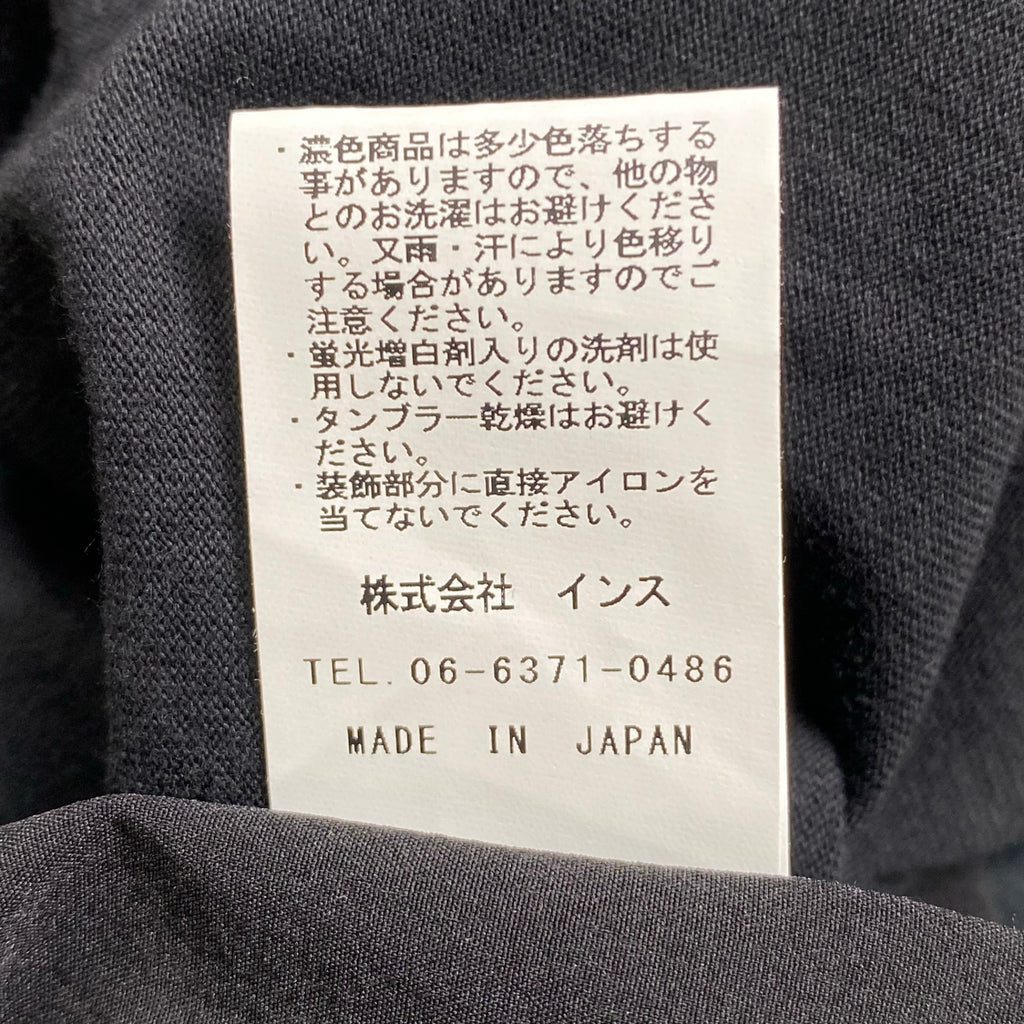 ・濃色商品は多少色落ちする
事がありますので、他の物
とのお洗濯はお避けくださ
い。又雨・汗により色移り
する場合がありますのでご
注意ください。
・蛍光増白剤入りの洗剤は使
用しないでください。
・タンブラー乾燥はお避けく
ださい。
・装飾部分に直接アイロンを
当てないでください。
株式会社 インス
TEL. 06-6371-0486
MADE IN JAPAN